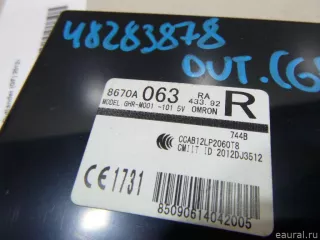 48283878
OUT. (G
8670A 063 RA
433.92
MODEL GHR-M001 -101 5V OMRON
R
744B
CCAB12LP2060T8
CMIIT ID 2012DJ3512
CE 1731
85090614042005
© eaural.ru